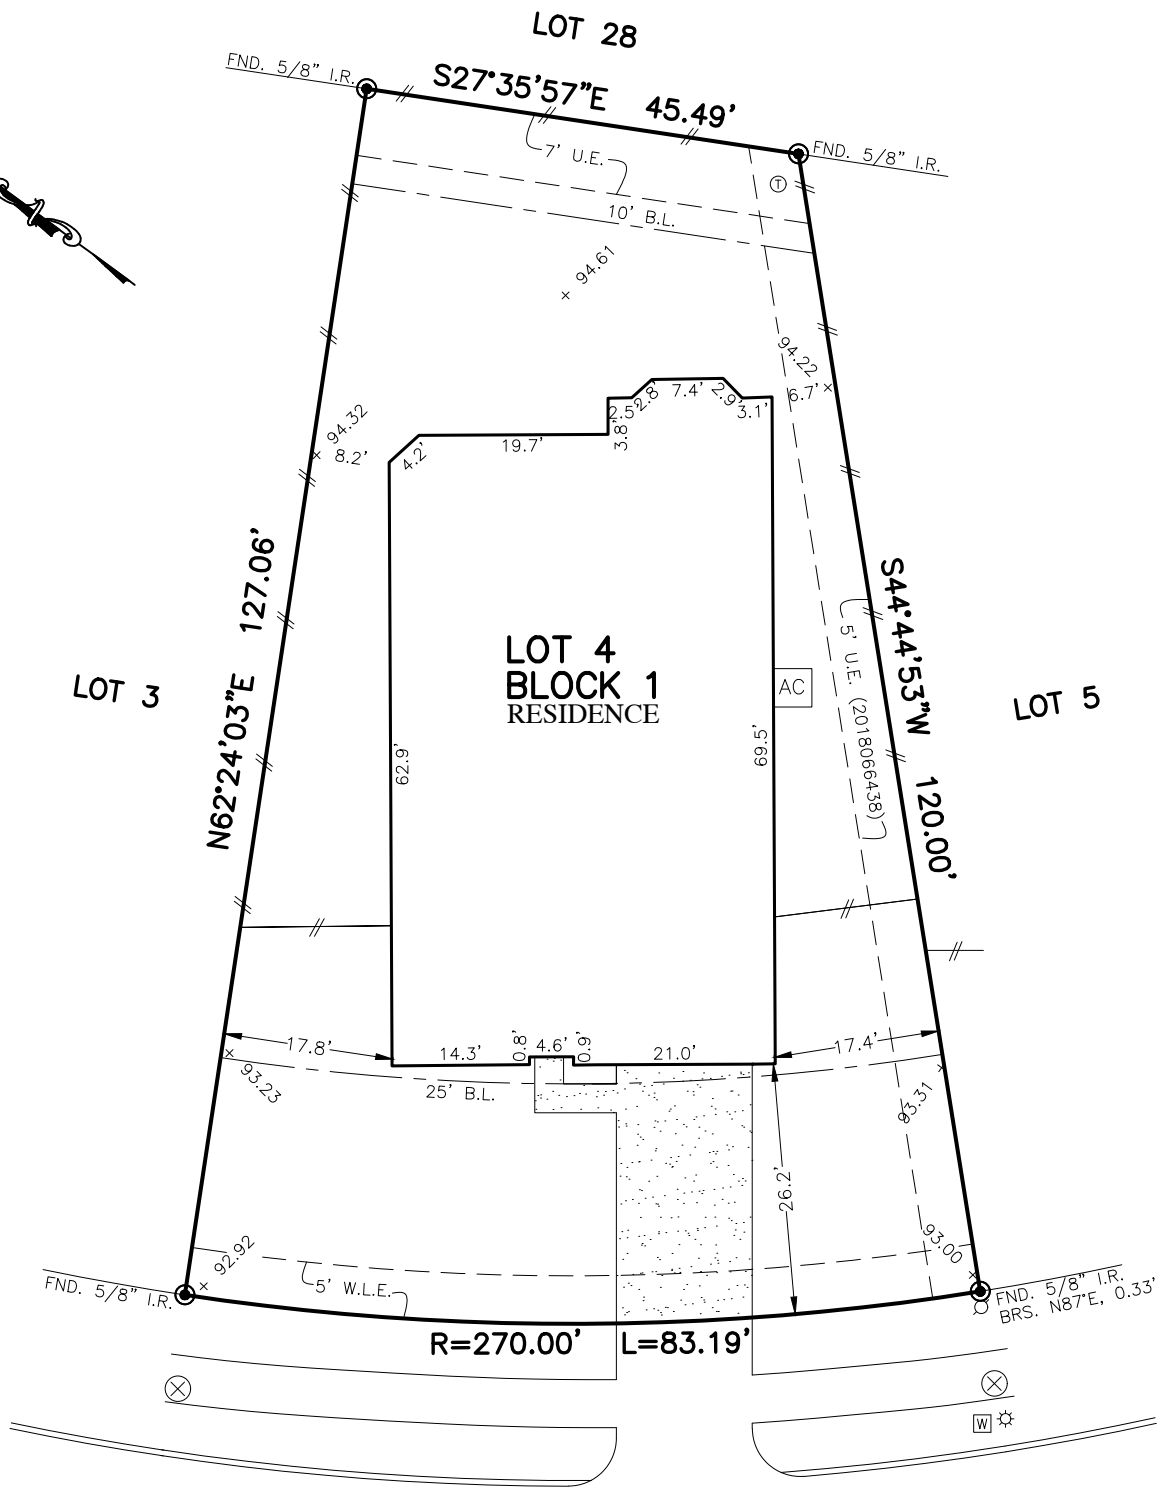 LOT 28
FND. 5/8" I.R.
S27°35'57"E 45.49'
7' U.E.
FND. 5/8" I.R.
T
10' B.L.
94.61
94.22
6.7'
94.32
8.2'
4.2'
19.7'
3.8'
2.5'
2.8'
7.4'
2.9'
3.1'
N62°24'03"E 127.06'
S44°44'53"W 120.00'
LOT 3
LOT 4
BLOCK 1
RESIDENCE
AC
LOT 5
5' U.E. (2018066438)
62.9'
69.5'
17.8'
14.3'
0.8'
4.6'
0.9'
21.0'
17.4'
93.23
25' B.L.
93.31
26.2'
92.92
93.00
5' W.L.E.
FND. 5/8" I.R.
FND. 5/8" I.R.
BRS. N87°E, 0.33'
R=270.00' L=83.19'
W